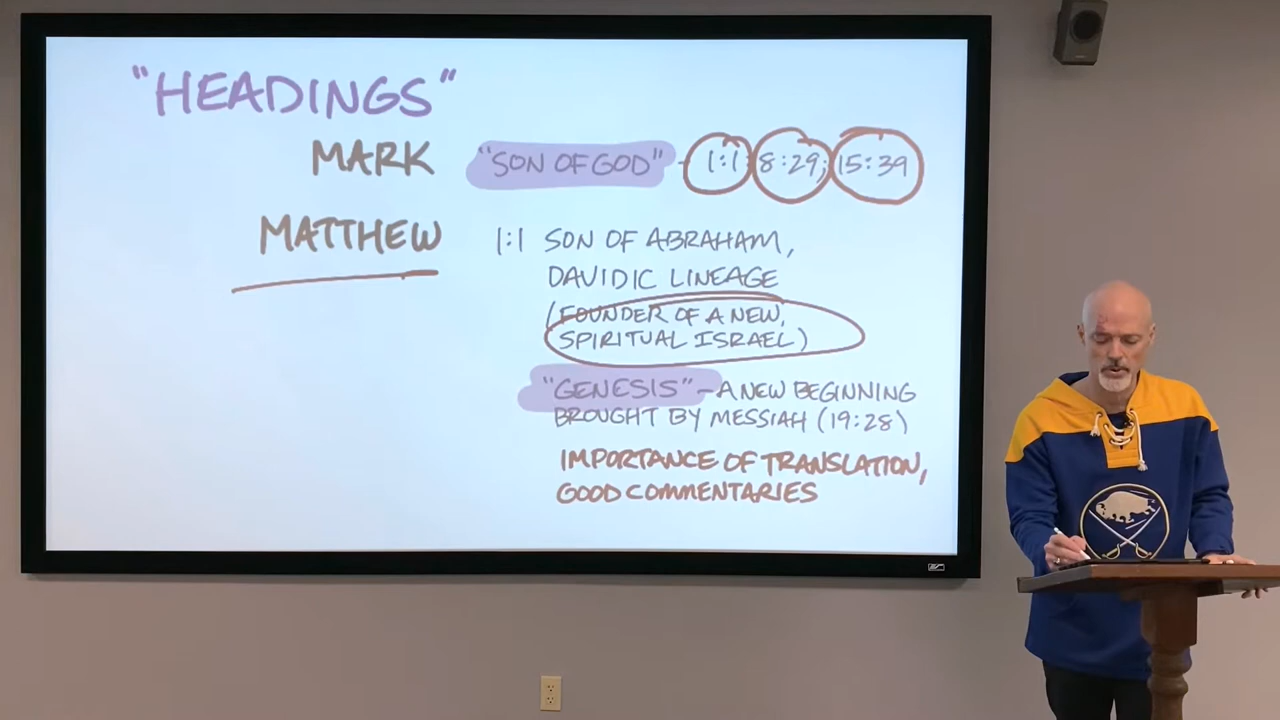 "HEADINGS"
MARK "SON OF GOD" - 1:1; 8:29; 15:39
MATTHEW 1:1 SON OF ABRAHAM,
DAVIDIC LINEAGE
(FOUNDER OF A NEW,
SPIRITUAL ISRAEL)
"GENESIS" - A NEW BEGINNING
BROUGHT BY MESSIAH (19:28)
IMPORTANCE OF TRANSLATION,
GOOD COMMENTARIES